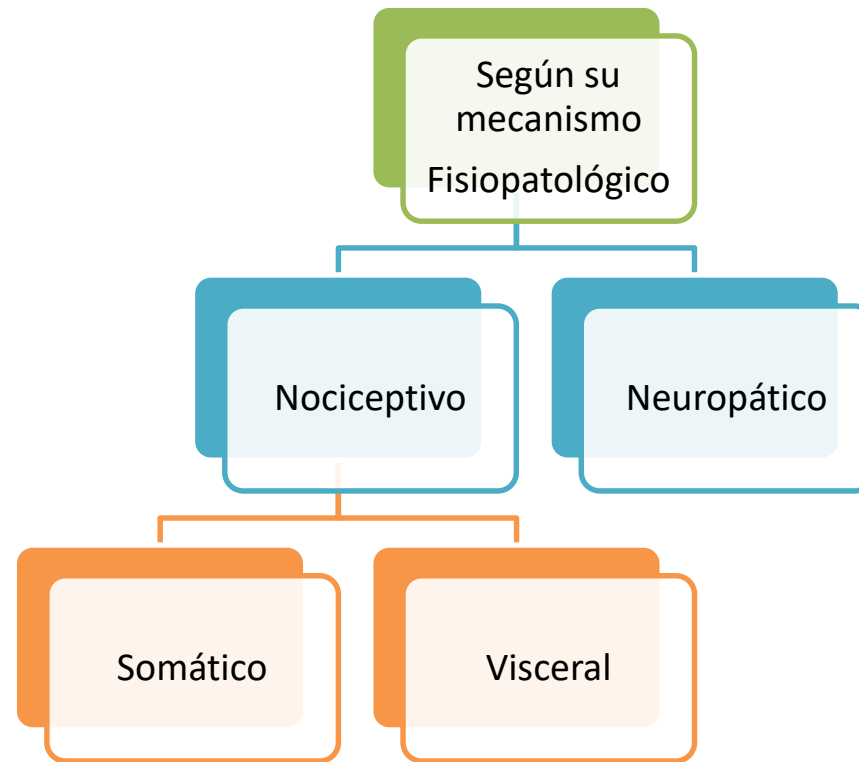 Según su
mecanismo
Fisiopatológico
Nociceptivo
Neuropático
Somático
Visceral